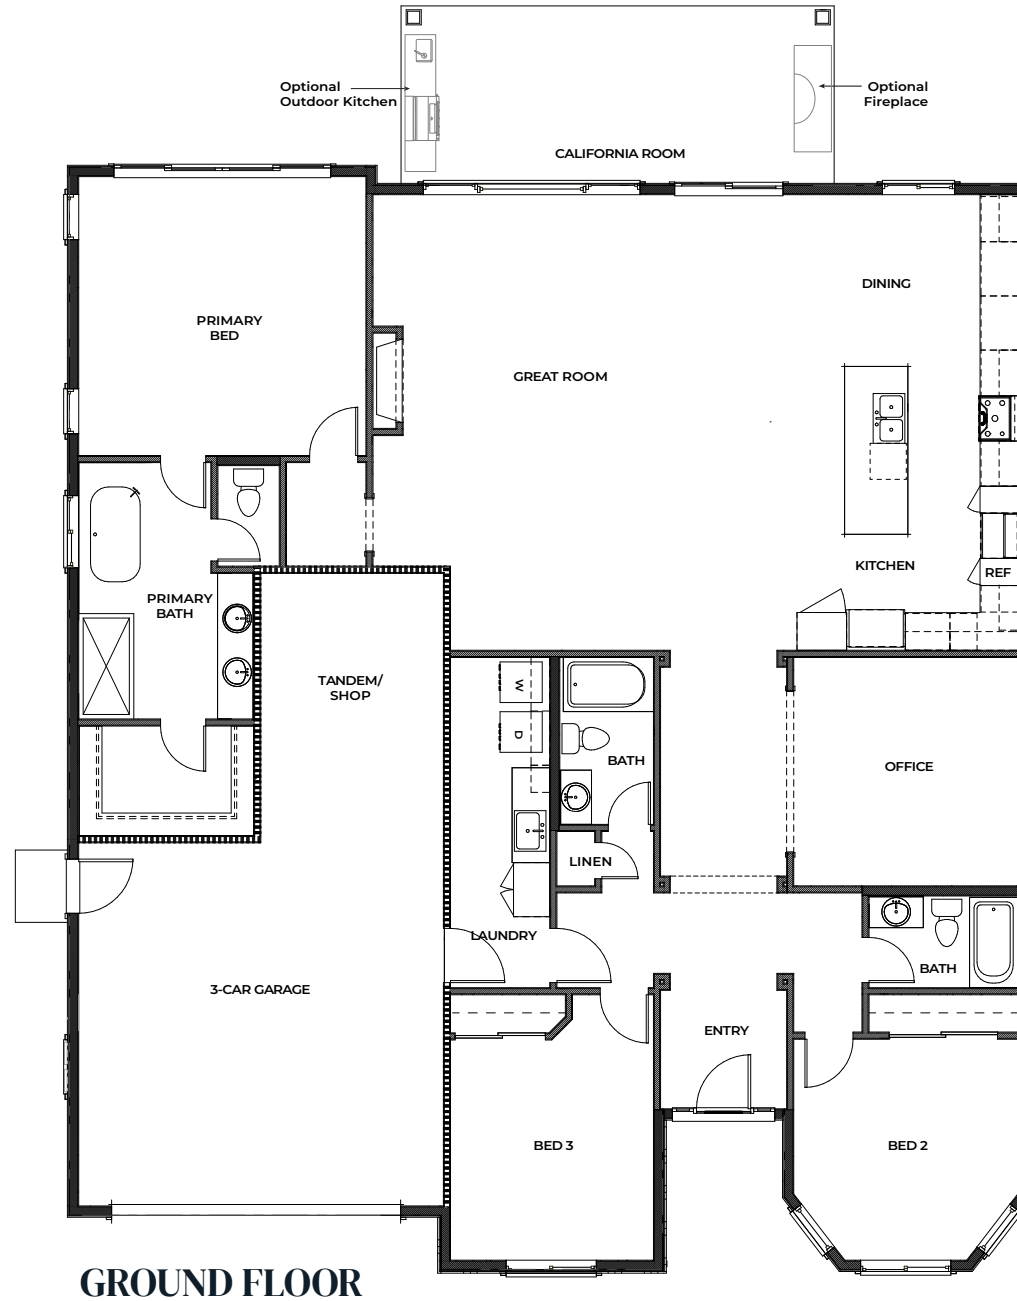 Optional
Outdoor Kitchen
Optional
Fireplace
CALIFORNIA ROOM
DINING
PRIMARY
BED
GREAT ROOM
KITCHEN
REF
PRIMARY
BATH
TANDEM/
SHOP
W
D
BATH
OFFICE
LINEN
LAUNDRY
BATH
3-CAR GARAGE
ENTRY
BED 3
BED 2
GROUND FLOOR